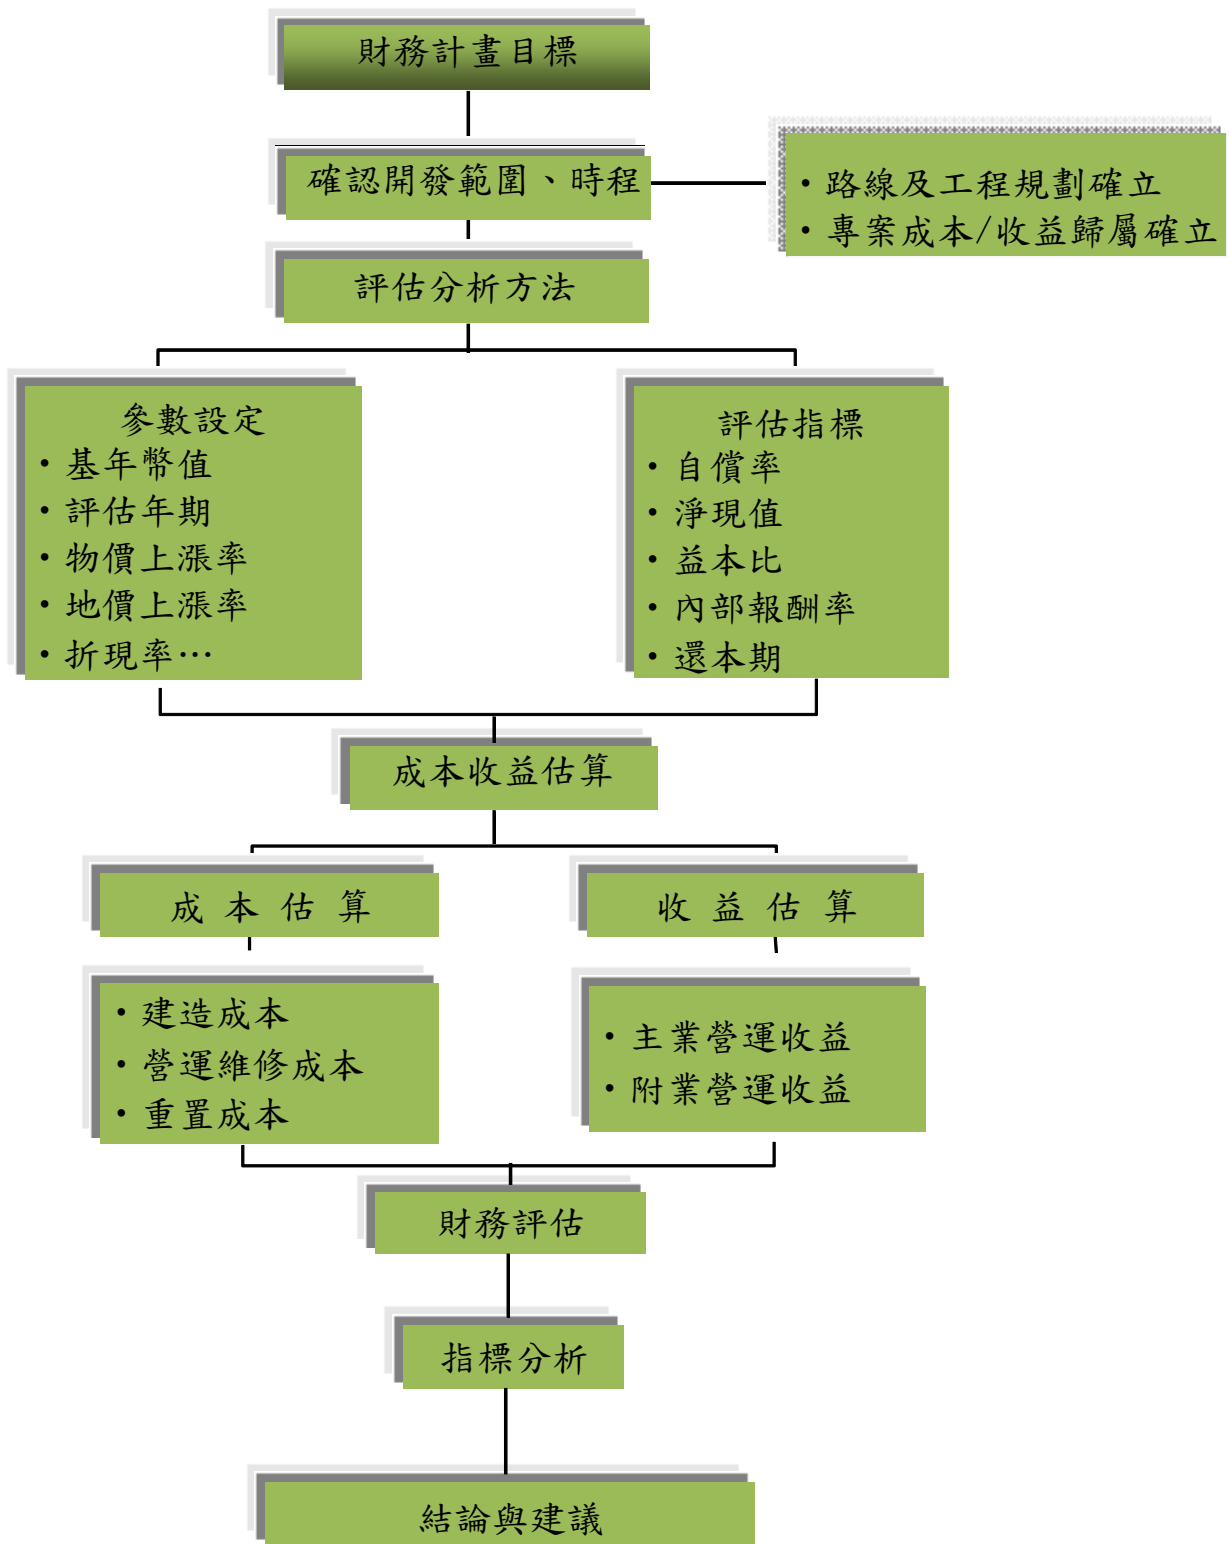 財務計畫目標
確認開發範圍、時程
・路線及工程規劃確立
・專案成本/收益歸屬確立
評估分析方法
參數設定
・基年幣值
・評估年期
・物價上漲率
・地價上漲率
・折現率…
評估指標
・自償率
・淨現值
・益本比
・內部報酬率
・還本期
成本收益估算
成本估算
收益估算
・建造成本
・營運維修成本
・重置成本
・主業營運收益
・附業營運收益
財務評估
指標分析
結論與建議